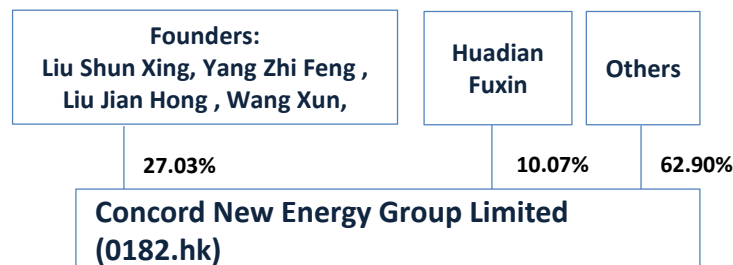 Founders:
Liu Shun Xing, Yang Zhi Feng ,
Liu Jian Hong , Wang Xun,
Huadian
Fuxin
Others
27.03%
10.07%
62.90%
Concord New Energy Group Limited
(0182.hk)